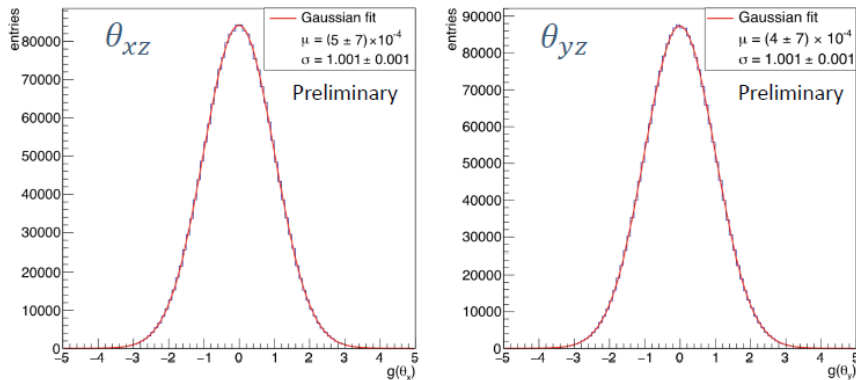 entries
80000
70000
60000
50000
40000
30000
20000
10000
0
θxz
Gaussian fit
μ = (5 ± 7)×10⁻⁴
σ = 1.001 ± 0.001
Preliminary
−5 −4 −3 −2 −1 0 1 2 3 4 5
g(θx)
entries
90000
80000
70000
60000
50000
40000
30000
20000
10000
0
θyz
Gaussian fit
μ = (4 ± 7) × 10⁻⁴
σ = 1.001 ± 0.001
Preliminary
−5 −4 −3 −2 −1 0 1 2 3 4 5
g(θy)